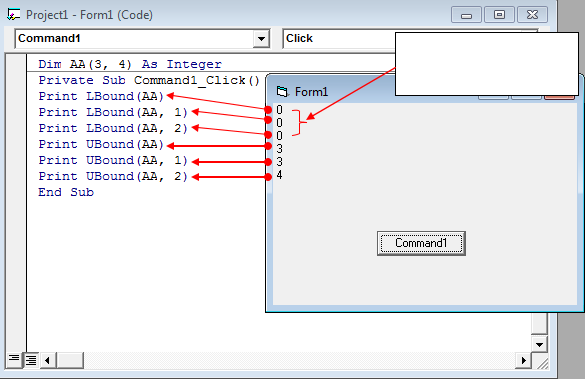 Project1 - Form1 (Code)
Command1
Click
Dim AA(3, 4) As Integer
Private Sub Command1_Click()
Print LBound(AA)
Print LBound(AA, 1)
Print LBound(AA, 2)
Print UBound(AA)
Print UBound(AA, 1)
Print UBound(AA, 2)
End Sub
Form1
0
0
0
3
3
4
Command1